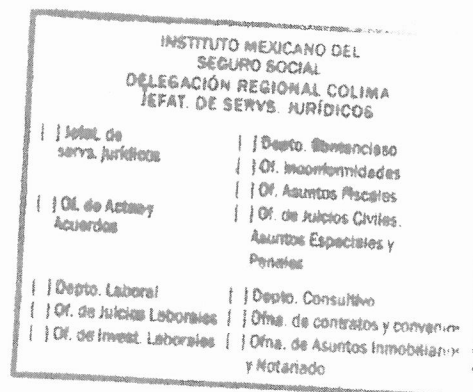 INSTITUTO MEXICANO DEL
SEGURO SOCIAL
DELEGACIÓN REGIONAL COLIMA
JEFAT. DE SERVS. JURÍDICOS
[ ] Jefat. de
servs. jurídicos
[ ] Of. de Actas y
Acuerdos
[ ] Depto. Contencioso
[ ] Of. Inconformidades
[ ] Of. Asuntos Fiscales
[ ] Of. de Juicios Civiles.
Asuntos Especiales y
Penales
[ ] Depto. Laboral
[ ] Of. de Juicios Laborales
[ ] Of. de Invest. Laborales
[ ] Depto. Consultivo
[ ] Ofna. de contratos y convenios
[ ] Ofna. de Asuntos Inmobiliarios
y Notariado